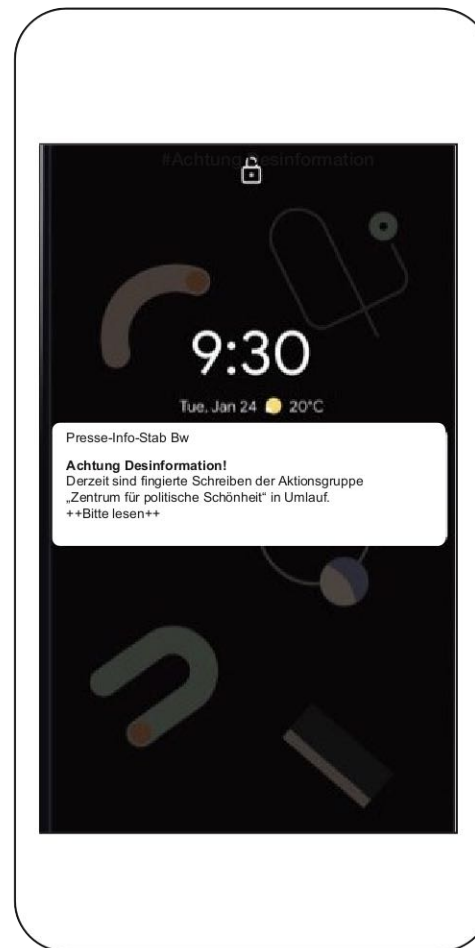 #Achtung Desinformation
9:30
Tue, Jan 24 20°C
Presse-Info-Stab Bw
Achtung Desinformation!
Derzeit sind fingierte Schreiben der Aktionsgruppe
„Zentrum für politische Schönheit“ in Umlauf.
++Bitte lesen++